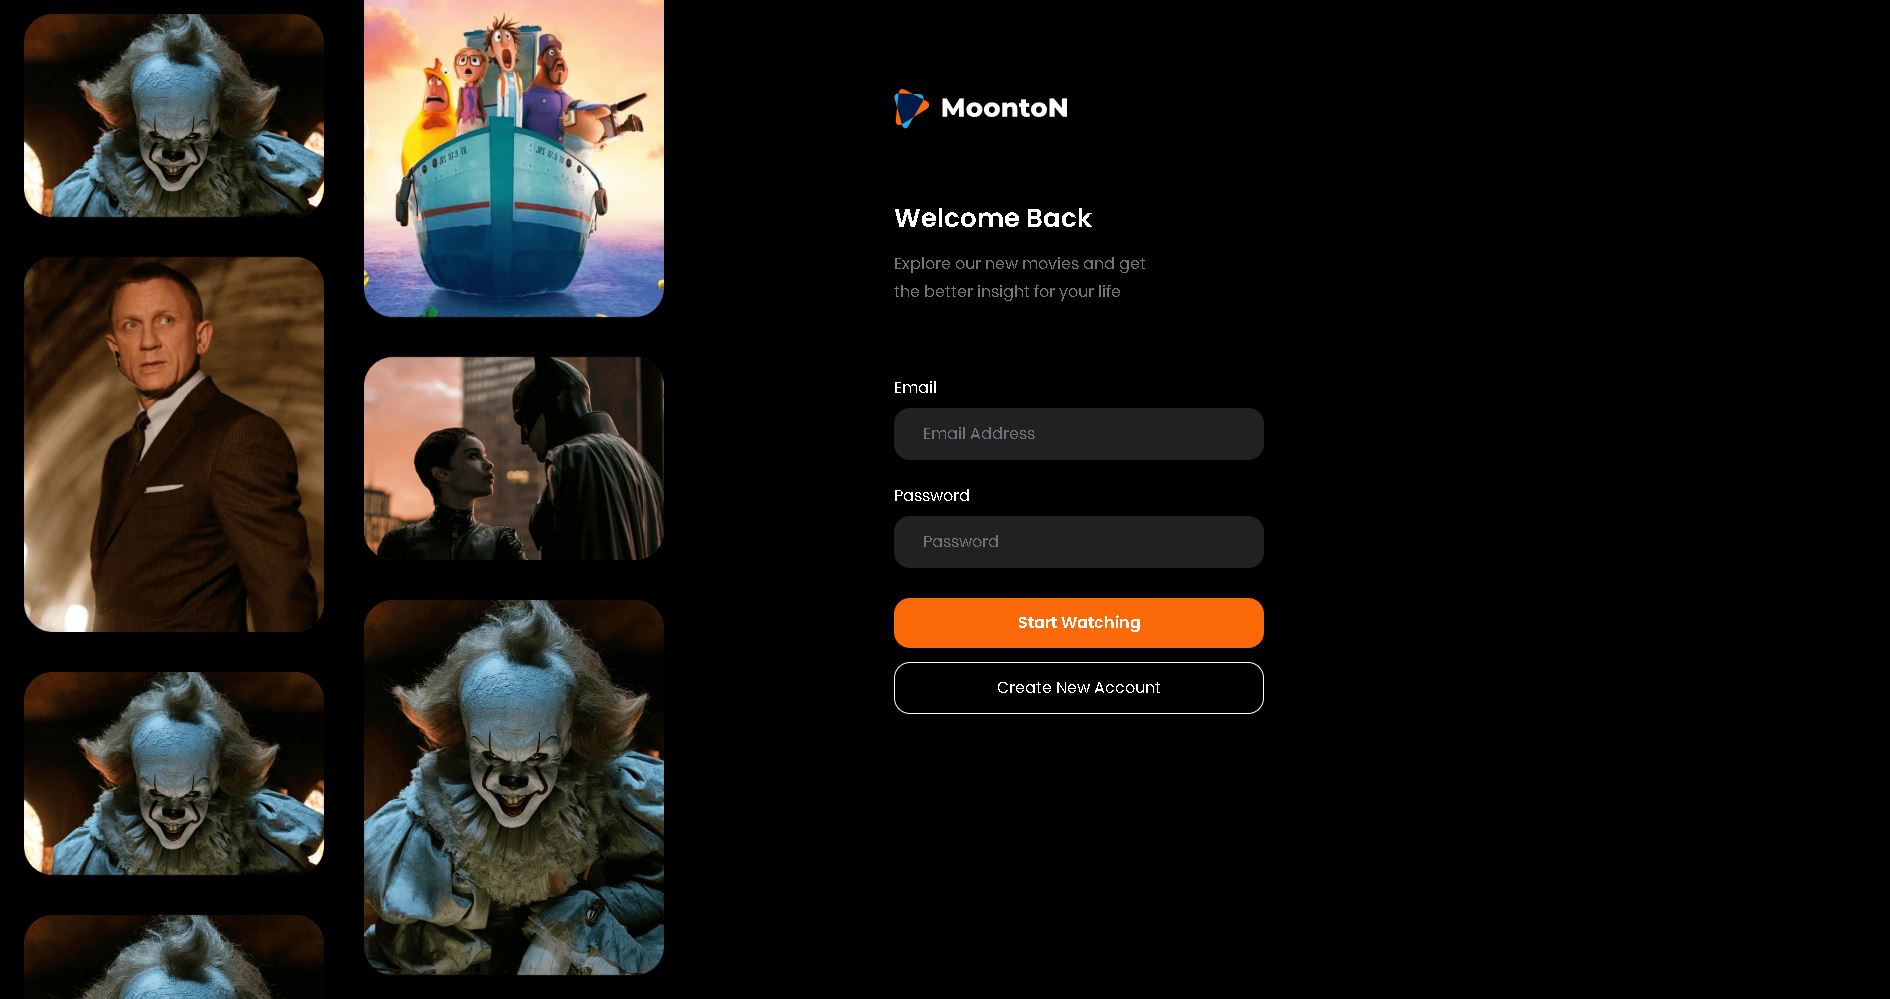 MoontoN
Welcome Back
Explore our new movies and get
the better insight for your life
Email
Email Address
Password
Password
Start Watching
Create New Account